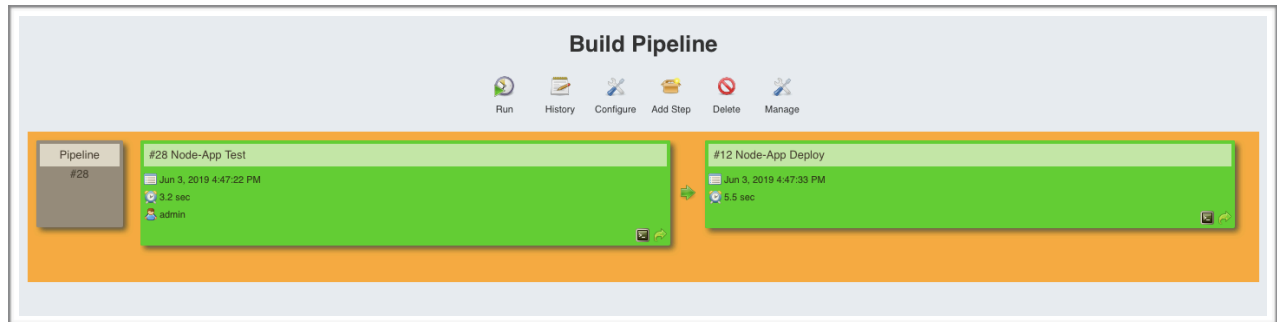 Build Pipeline
Run History Configure Add Step Delete Manage
Pipeline
#28
#28 Node-App Test
Jun 3, 2019 4:47:22 PM
3.2 sec
admin
#12 Node-App Deploy
Jun 3, 2019 4:47:33 PM
5.5 sec